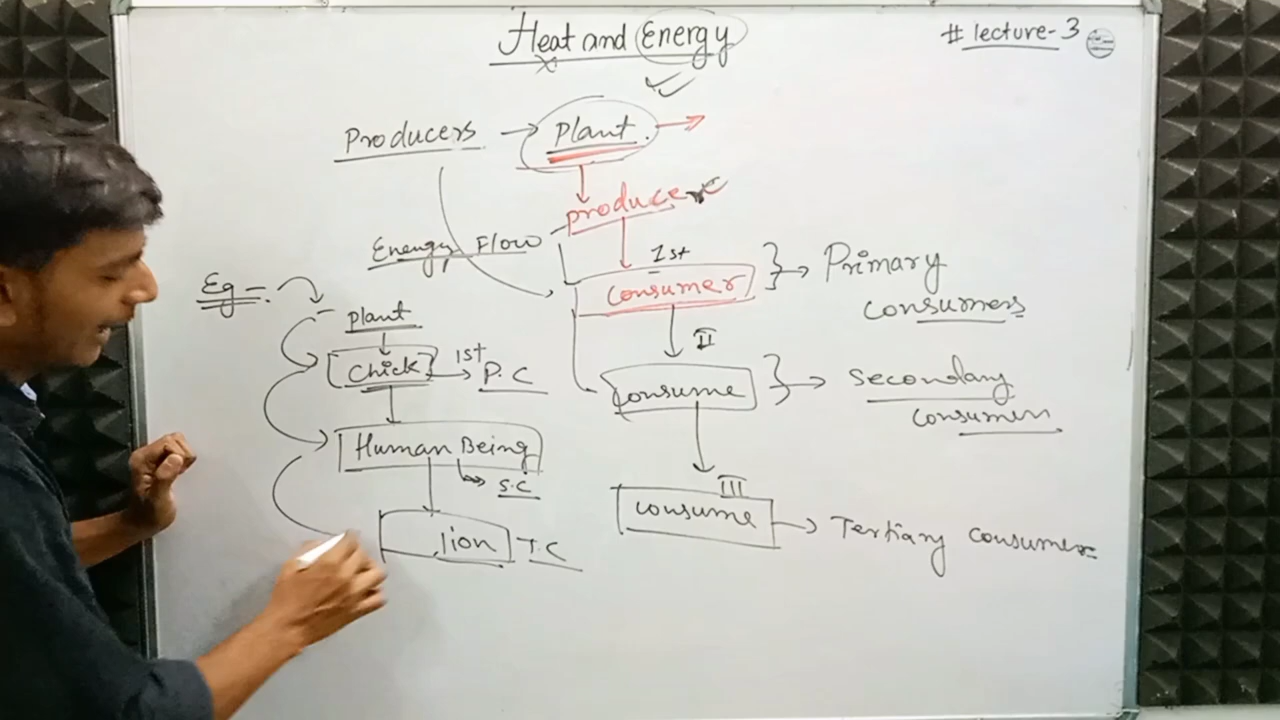 Heat and Energy
# lecture-3
Producers → Plant.
producer
Energy Flow
1st
Consumer } → Primary
consumers
Eg -
plant
Chick → 1st P.C
II
Consume } → Secondary
consumers
Human Being
S.C
III
consume → Tertiary consumers
lion T.C